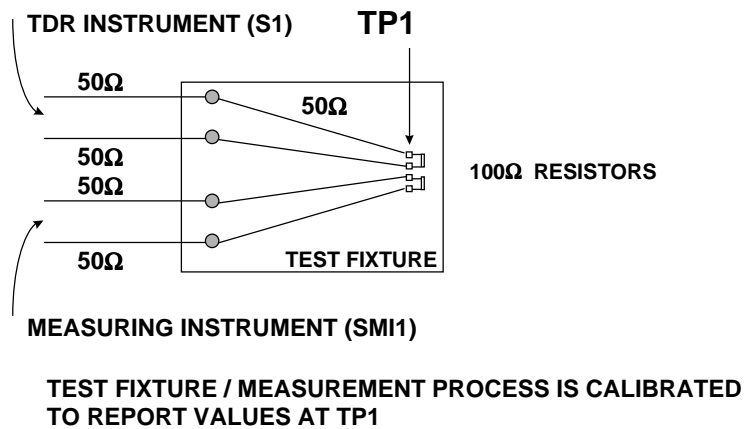 TDR INSTRUMENT (S1)
TP1
50Ω
50Ω
50Ω
50Ω
100Ω RESISTORS
50Ω
50Ω
TEST FIXTURE
MEASURING INSTRUMENT (SMI1)
TEST FIXTURE / MEASUREMENT PROCESS IS CALIBRATED
TO REPORT VALUES AT TP1